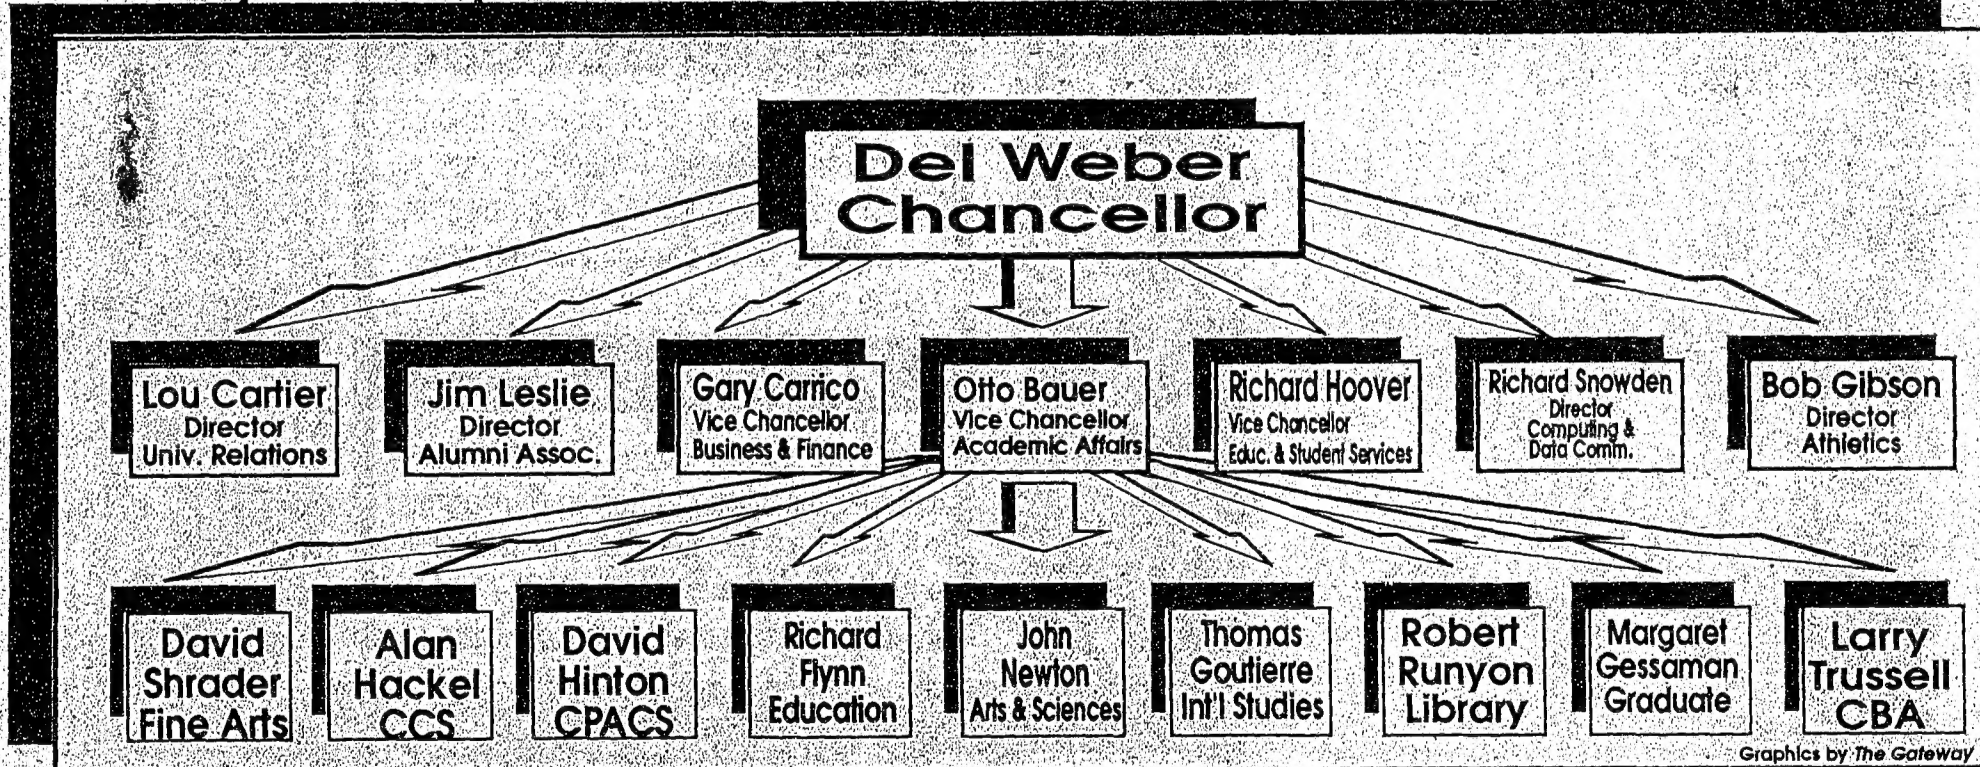 Del Weber
Chancellor
Lou Cartier
Director
Univ. Relations
Jim Leslie
Director
Alumni Assoc.
Gary Carrico
Vice Chancellor
Business & Finance
Otto Bauer
Vice Chancellor
Academic Affairs
Richard Hoover
Vice Chancellor
Educ. & Student Services
Richard Snowden
Director
Computing &
Data Comm.
Bob Gibson
Director
Athletics
David
Shrader
Fine Arts
Alan
Hackel
CCS
David
Hinton
CPACS
Richard
Flynn
Education
John
Newton
Arts & Sciences
Thomas
Goutierre
Int'l Studies
Robert
Runyon
Library
Margaret
Gessaman
Graduate
Larry
Trussell
CBA
Graphics by The Gateway